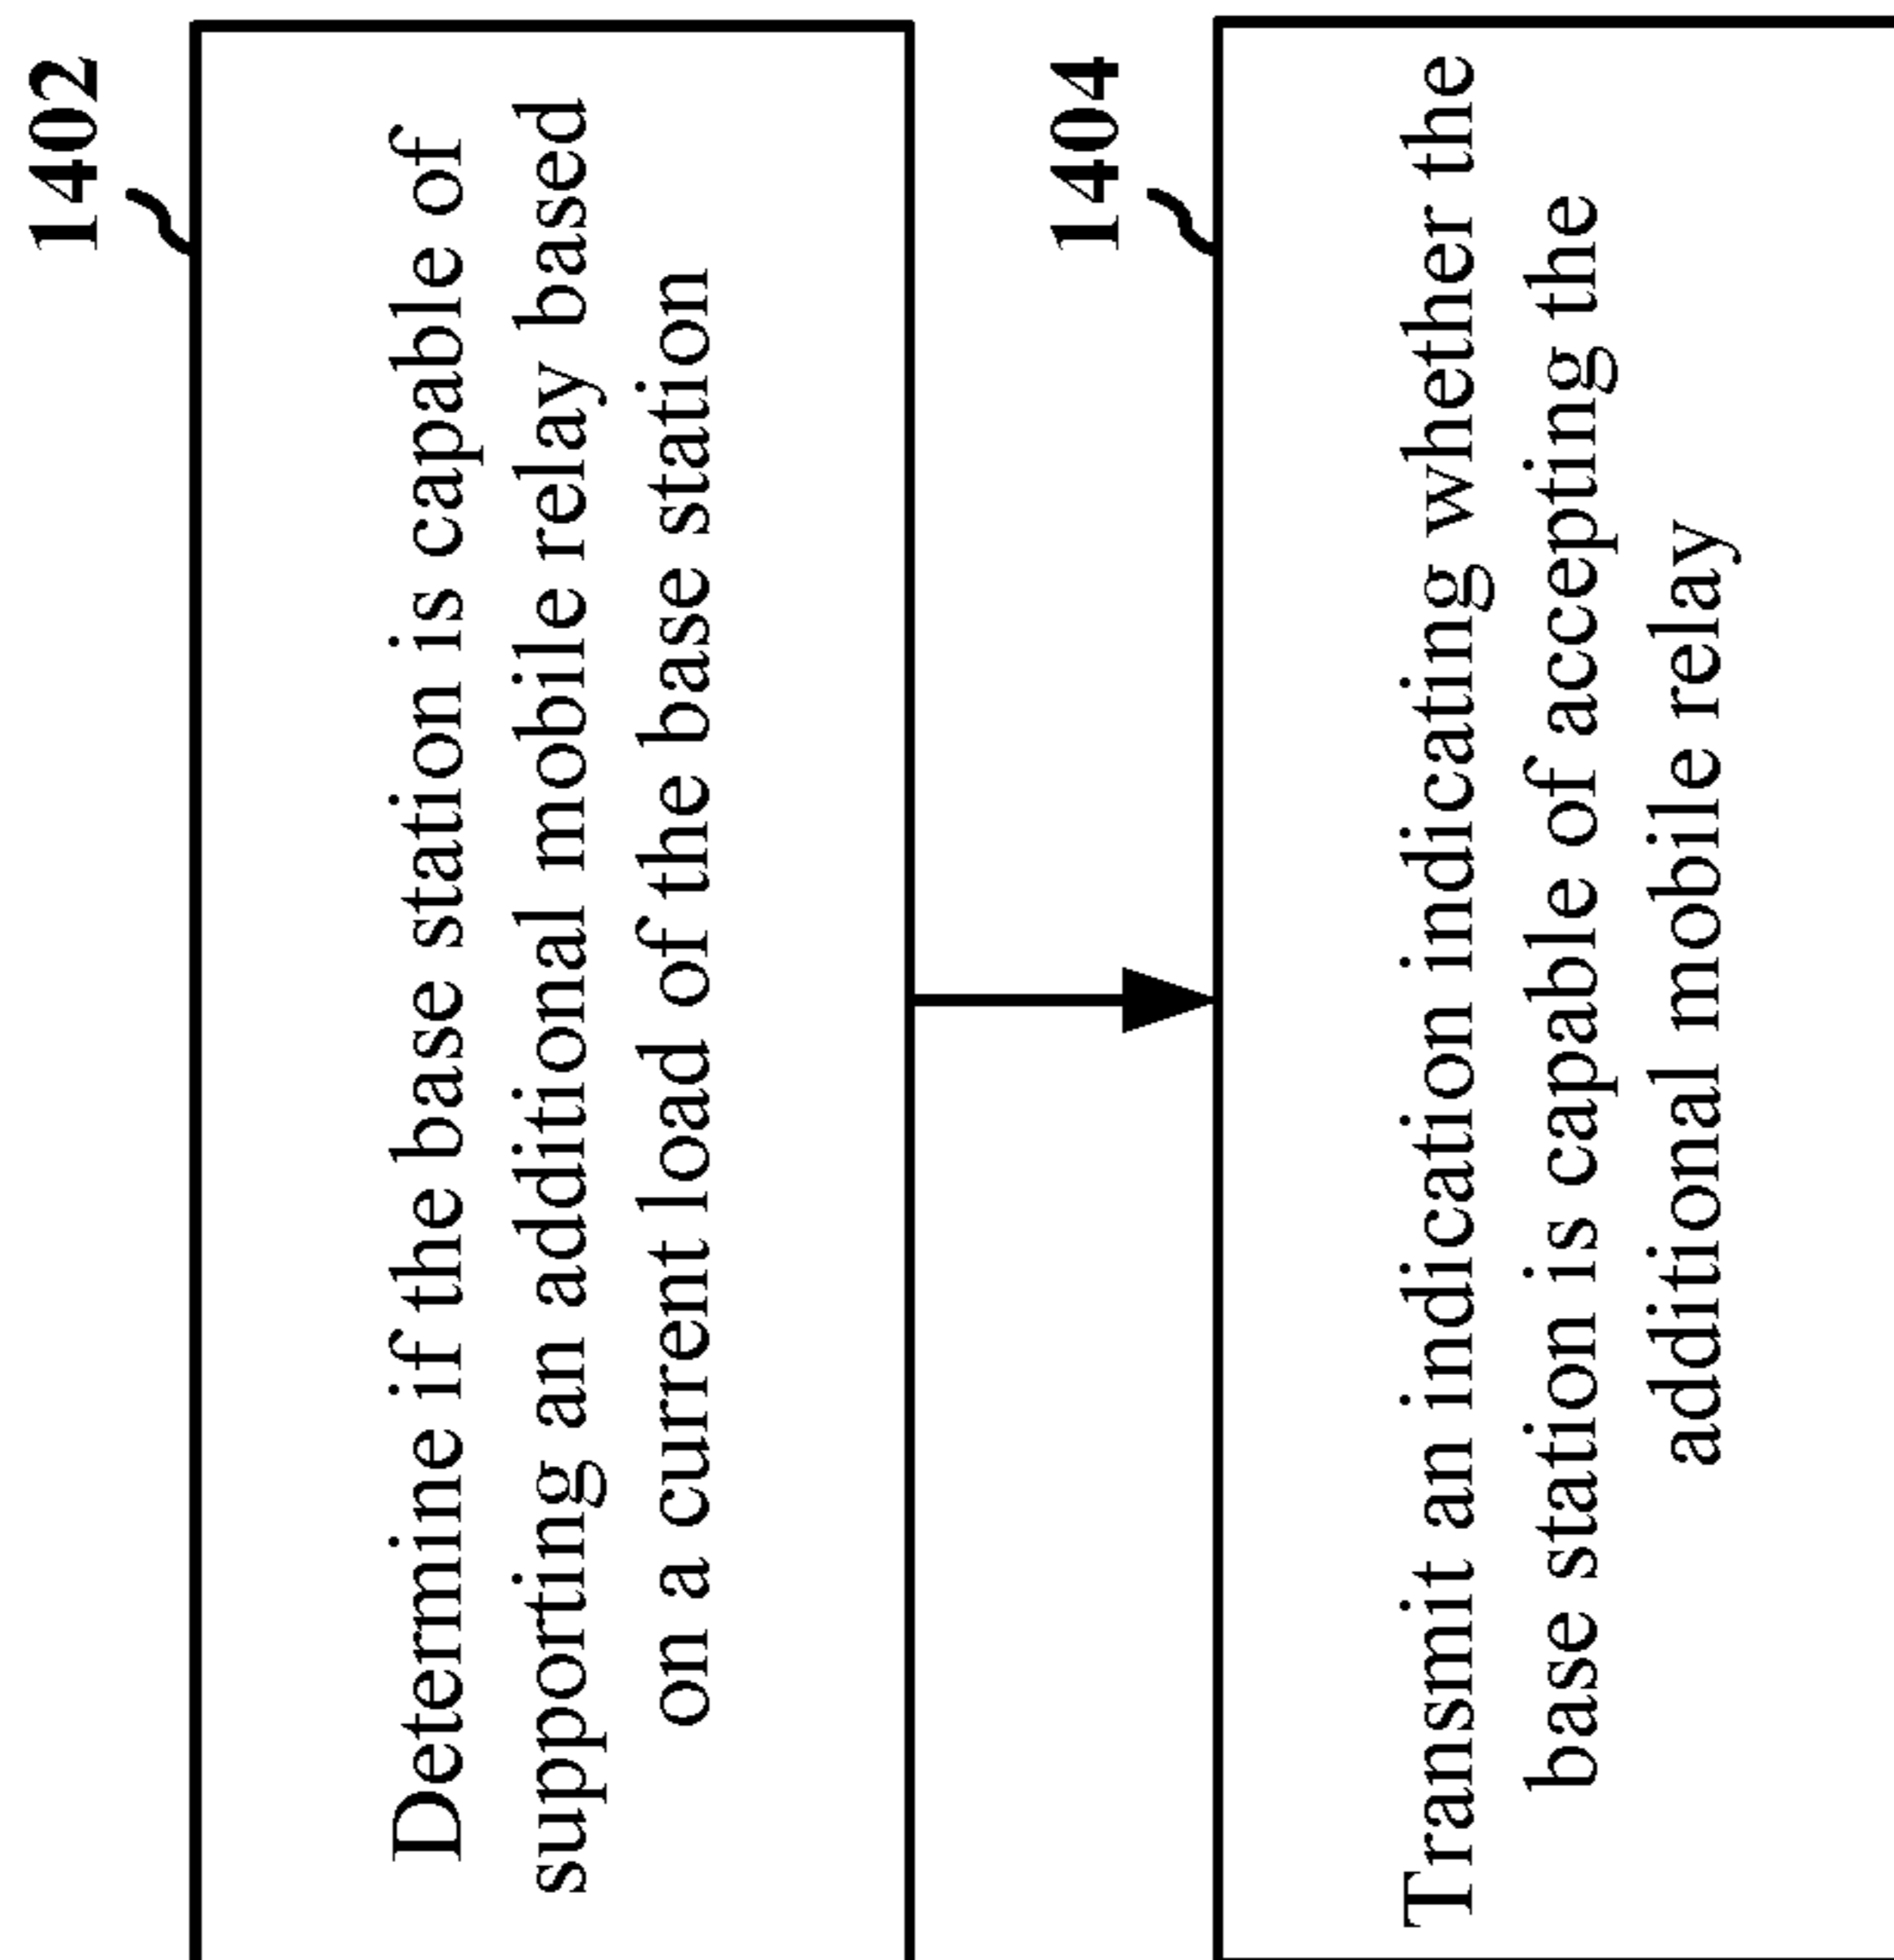 1402
Determine if the base station is capable of
supporting an additional mobile relay based
on a current load of the base station
1404
Transmit an indication indicating whether the
base station is capable of accepting the
additional mobile relay